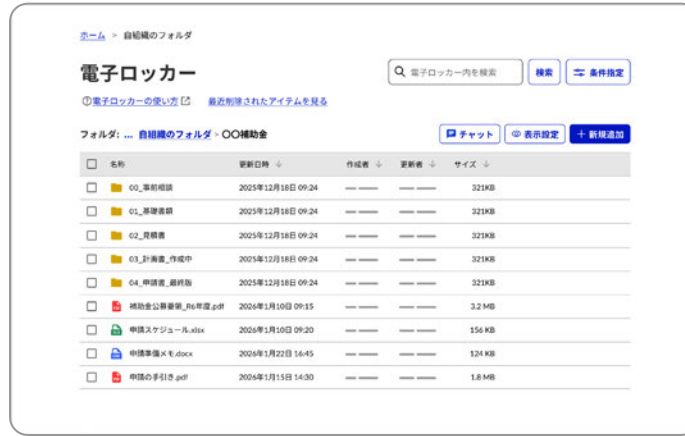 ホーム > 自組織のフォルダ
電子ロッカー
電子ロッカー内を検索 検索 条件指定
電子ロッカーの使い方 最近削除されたアイテムを見る
フォルダ: ... 自組織のフォルダ > 〇〇補助金
チャット 表示設定 + 新規追加
名称 更新日時 ↓ 作成者 ↓ 更新者 ↓ サイズ ↓
00_事前相談 2025年12月18日 09:24 321KB
01_基礎書類 2025年12月18日 09:24 321KB
02_見積書 2025年12月18日 09:24 321KB
03_計画書_作成中 2025年12月18日 09:24 321KB
04_申請書_最終版 2025年12月18日 09:24 321KB
補助金公募要領_R6年度.pdf 2026年1月10日 09:15 3.2 MB
申請スケジュール.xlsx 2026年1月10日 09:20 156 KB
申請準備メモ.docx 2026年1月22日 16:45 124 KB
申請の手引き.pdf 2026年1月15日 14:30 1.8 MB